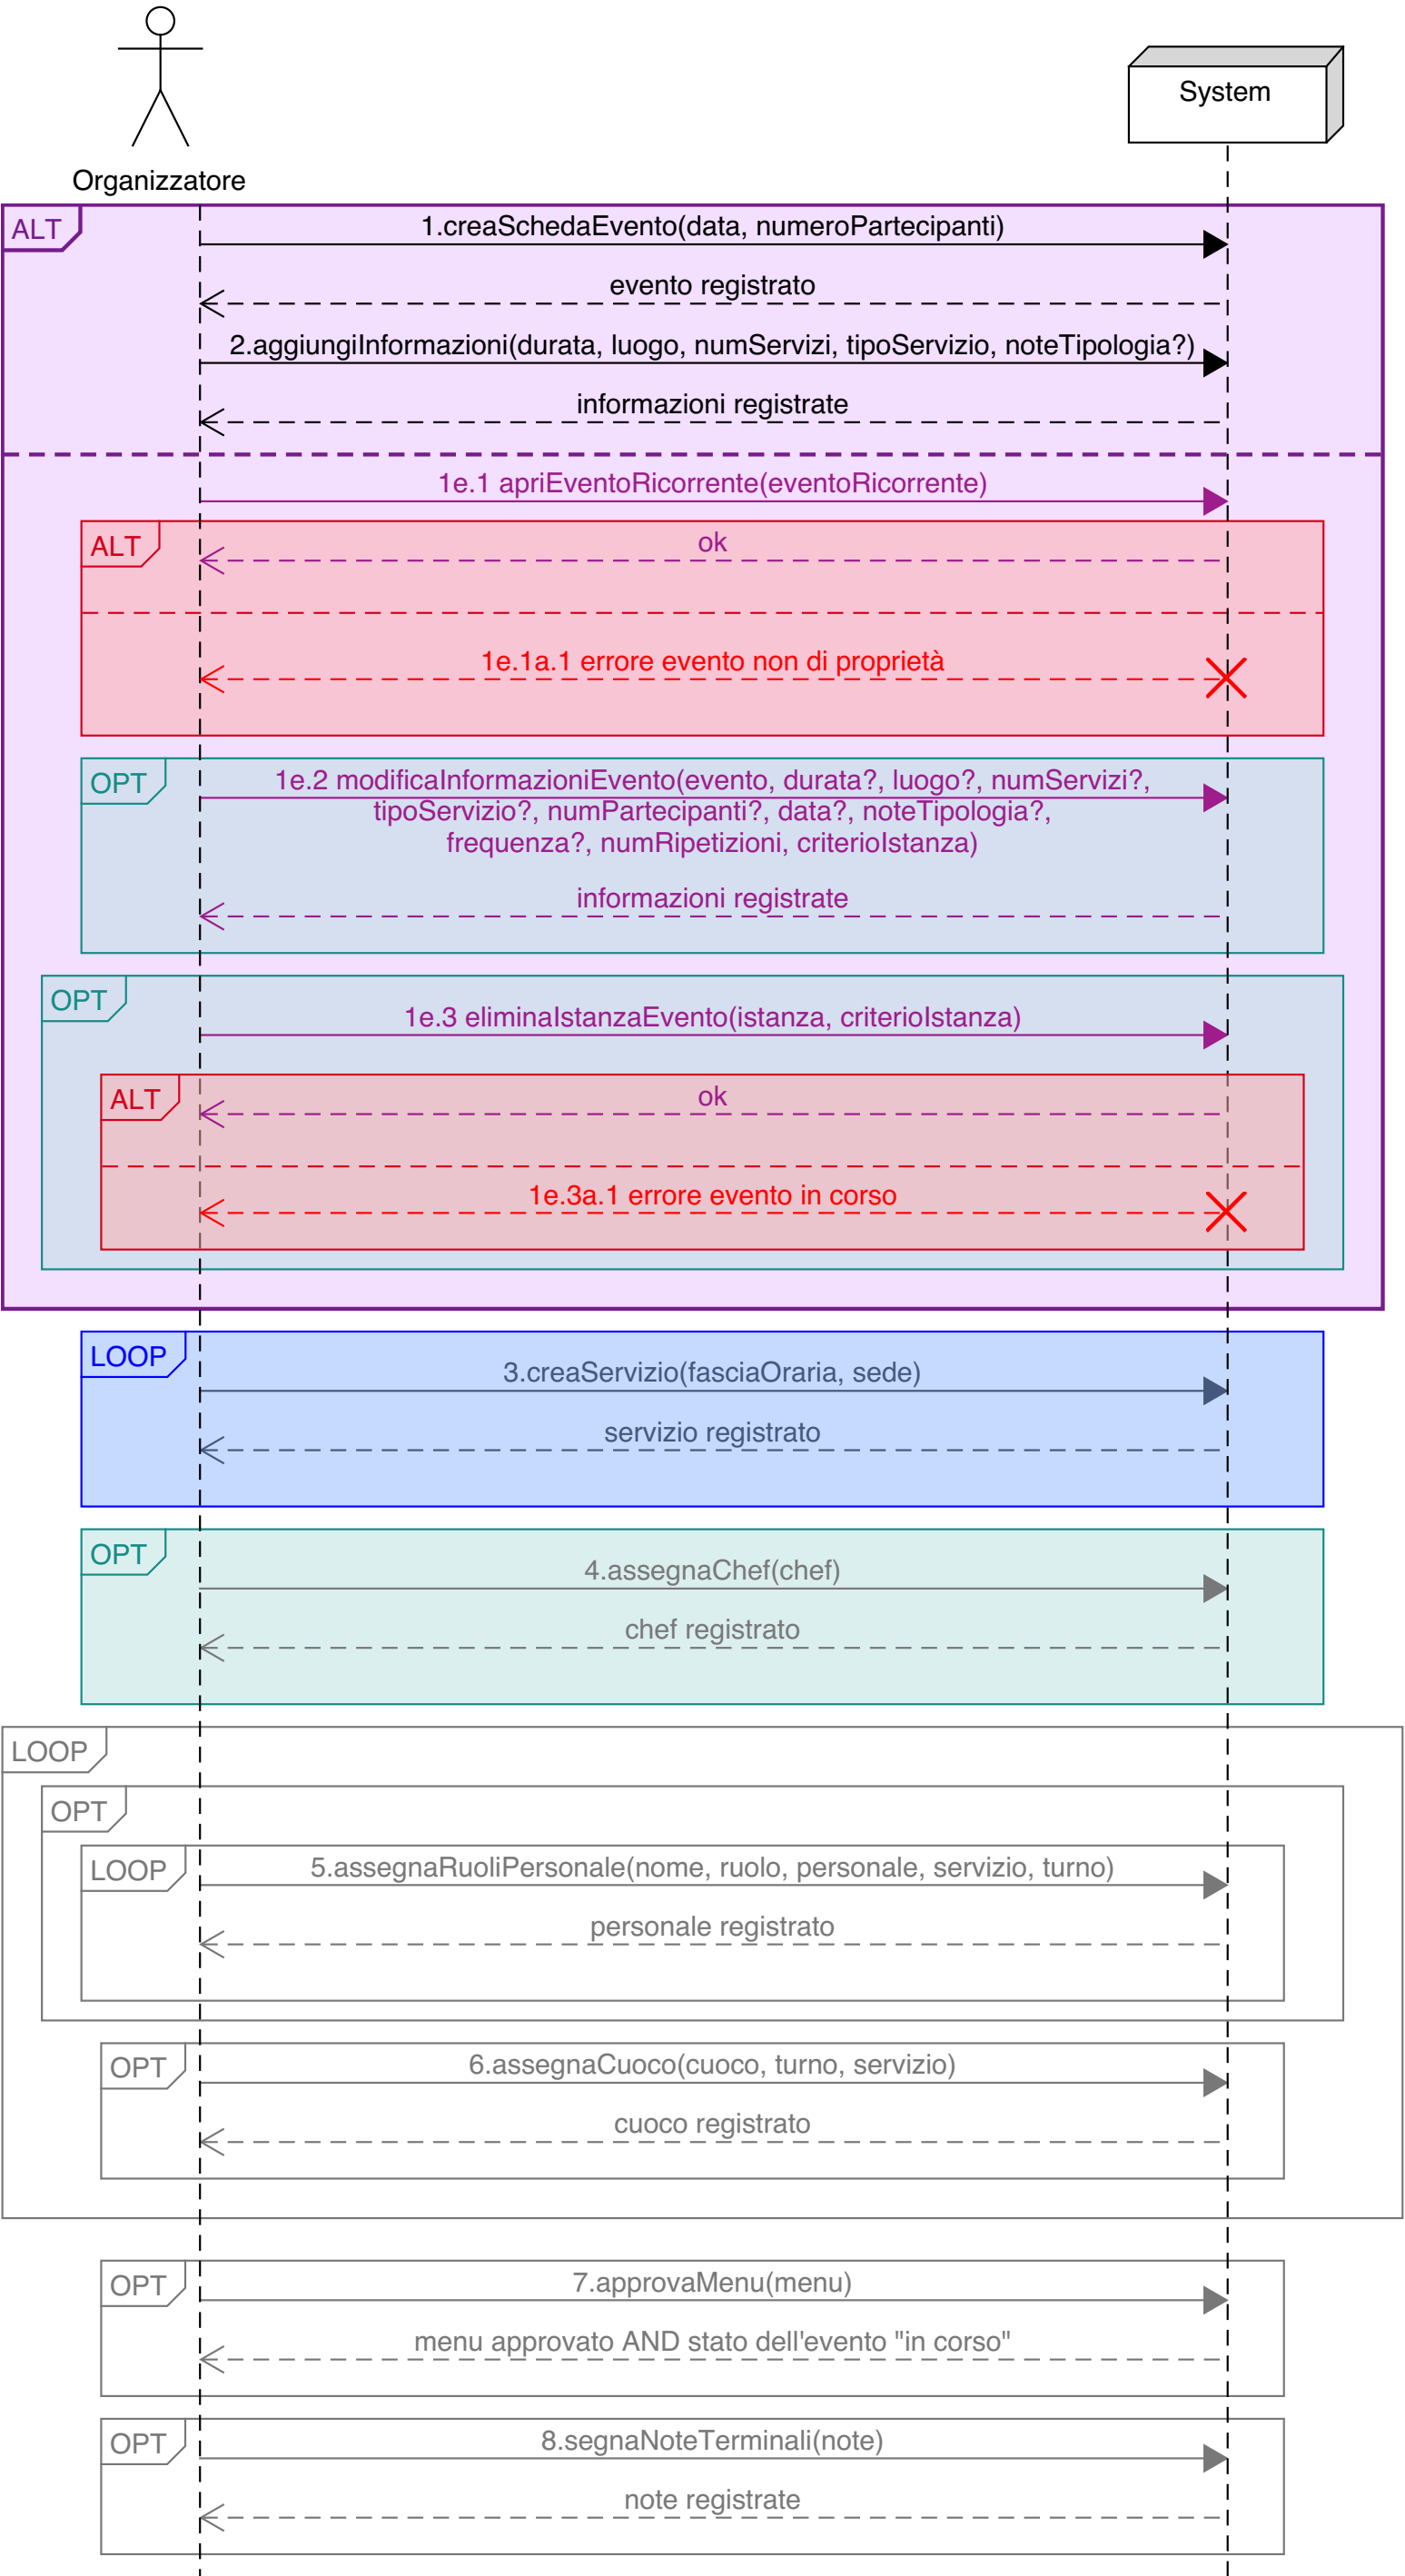 System
Organizzatore
ALT
1.creaSchedaEvento(data, numeroPartecipanti)
evento registrato
2.aggiungiInformazioni(durata, luogo, numServizi, tipoServizio, noteTipologia?)
informazioni registrate
1e.1 apriEventoRicorrente(eventoRicorrente)
ALT
ok
1e.1a.1 errore evento non di proprietà
OPT
1e.2 modificaInformazioniEvento(evento, durata?, luogo?, numServizi?,
tipoServizio?, numPartecipanti?, data?, noteTipologia?,
frequenza?, numRipetizioni, criterioIstanza)
informazioni registrate
OPT
1e.3 eliminaIstanzaEvento(istanza, criterioIstanza)
ALT
ok
1e.3a.1 errore evento in corso
LOOP
3.creaServizio(fasciaOraria, sede)
servizio registrato
OPT
4.assegnaChef(chef)
chef registrato
LOOP
OPT
LOOP
5.assegnaRuoliPersonale(nome, ruolo, personale, servizio, turno)
personale registrato
OPT
6.assegnaCuoco(cuoco, turno, servizio)
cuoco registrato
OPT
7.approvaMenu(menu)
menu approvato AND stato dell'evento "in corso"
OPT
8.segnaNoteTerminali(note)
note registrate